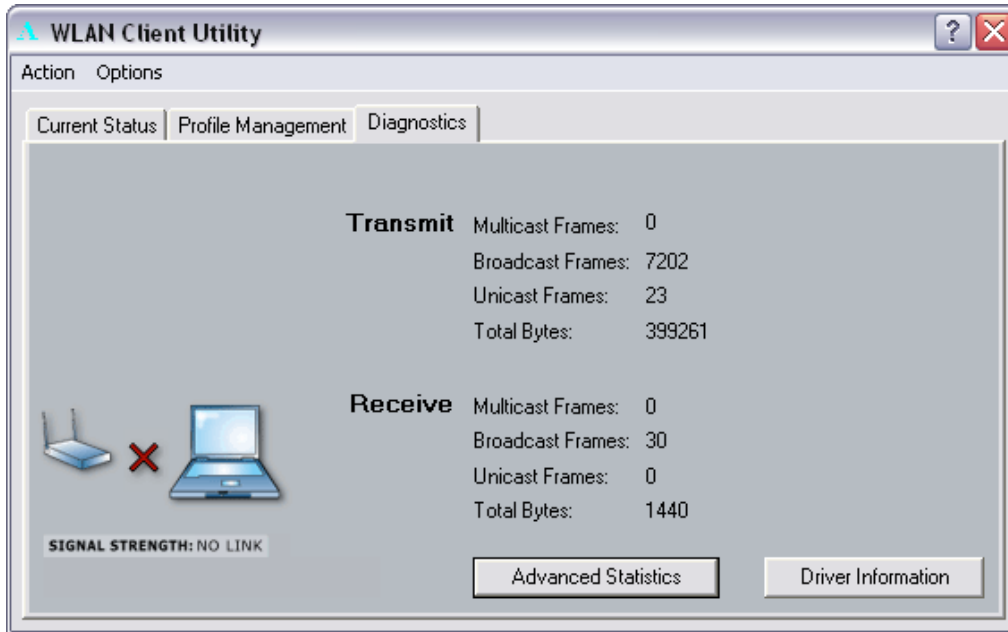 WLAN Client Utility
Action Options
Current Status Profile Management Diagnostics
Transmit Multicast Frames: 0
Broadcast Frames: 7202
Unicast Frames: 23
Total Bytes: 399261
Receive Multicast Frames: 0
Broadcast Frames: 30
Unicast Frames: 0
Total Bytes: 1440
SIGNAL STRENGTH: NO LINK
Advanced Statistics Driver Information